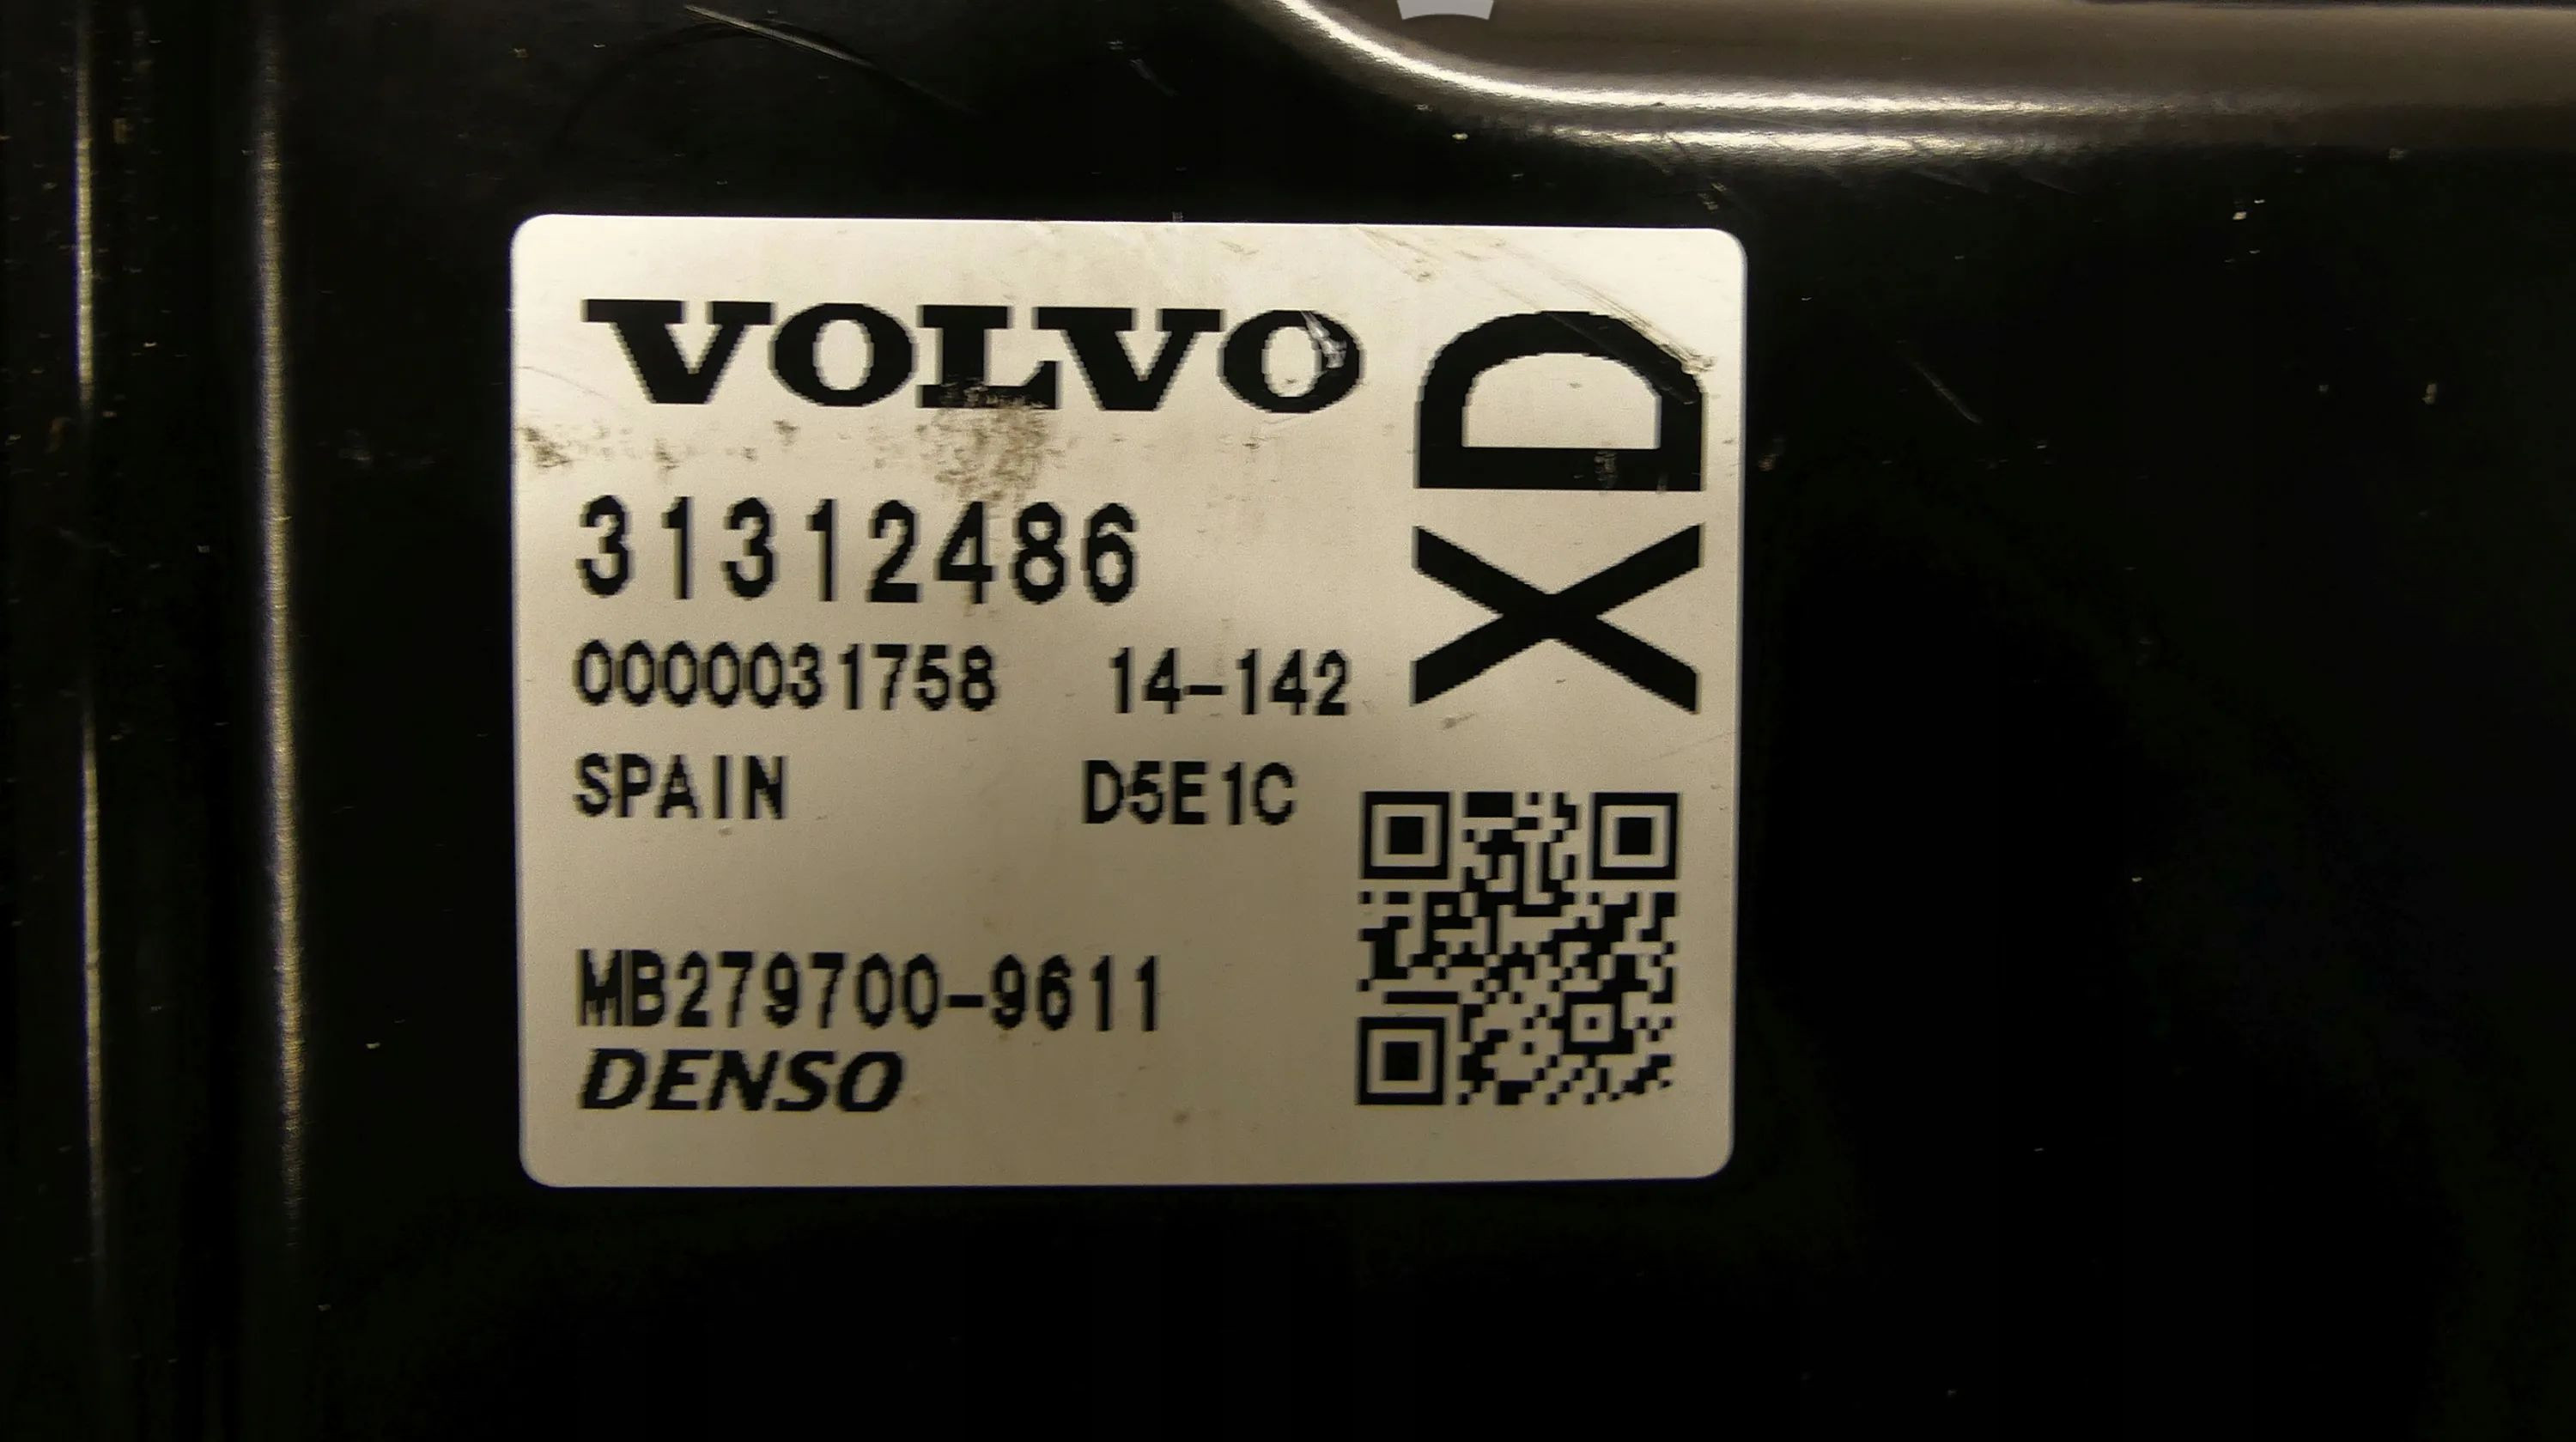 VOLVO
XD
31312486
0000031758 14-142
SPAIN D5E1C
MB279700-9611
DENSO